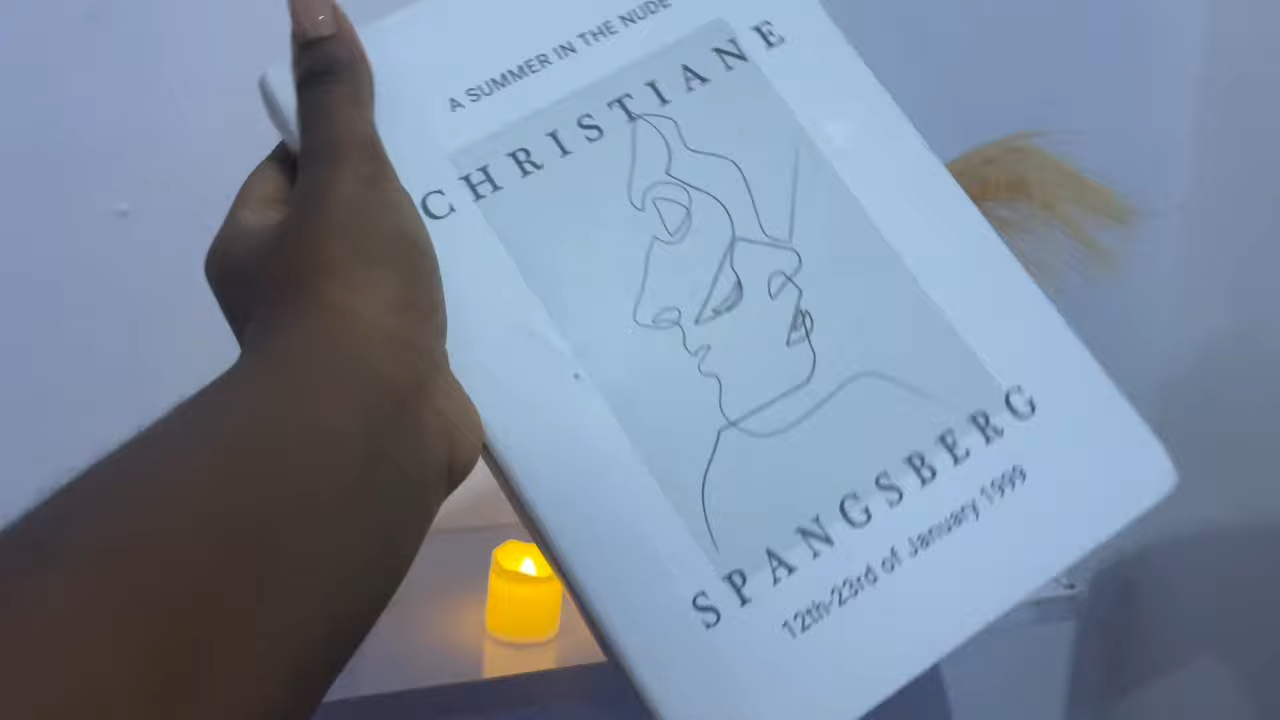 A SUMMER IN THE NUDE
CHRISTIANE
SPANGSBERG
12th-23rd of January 1999